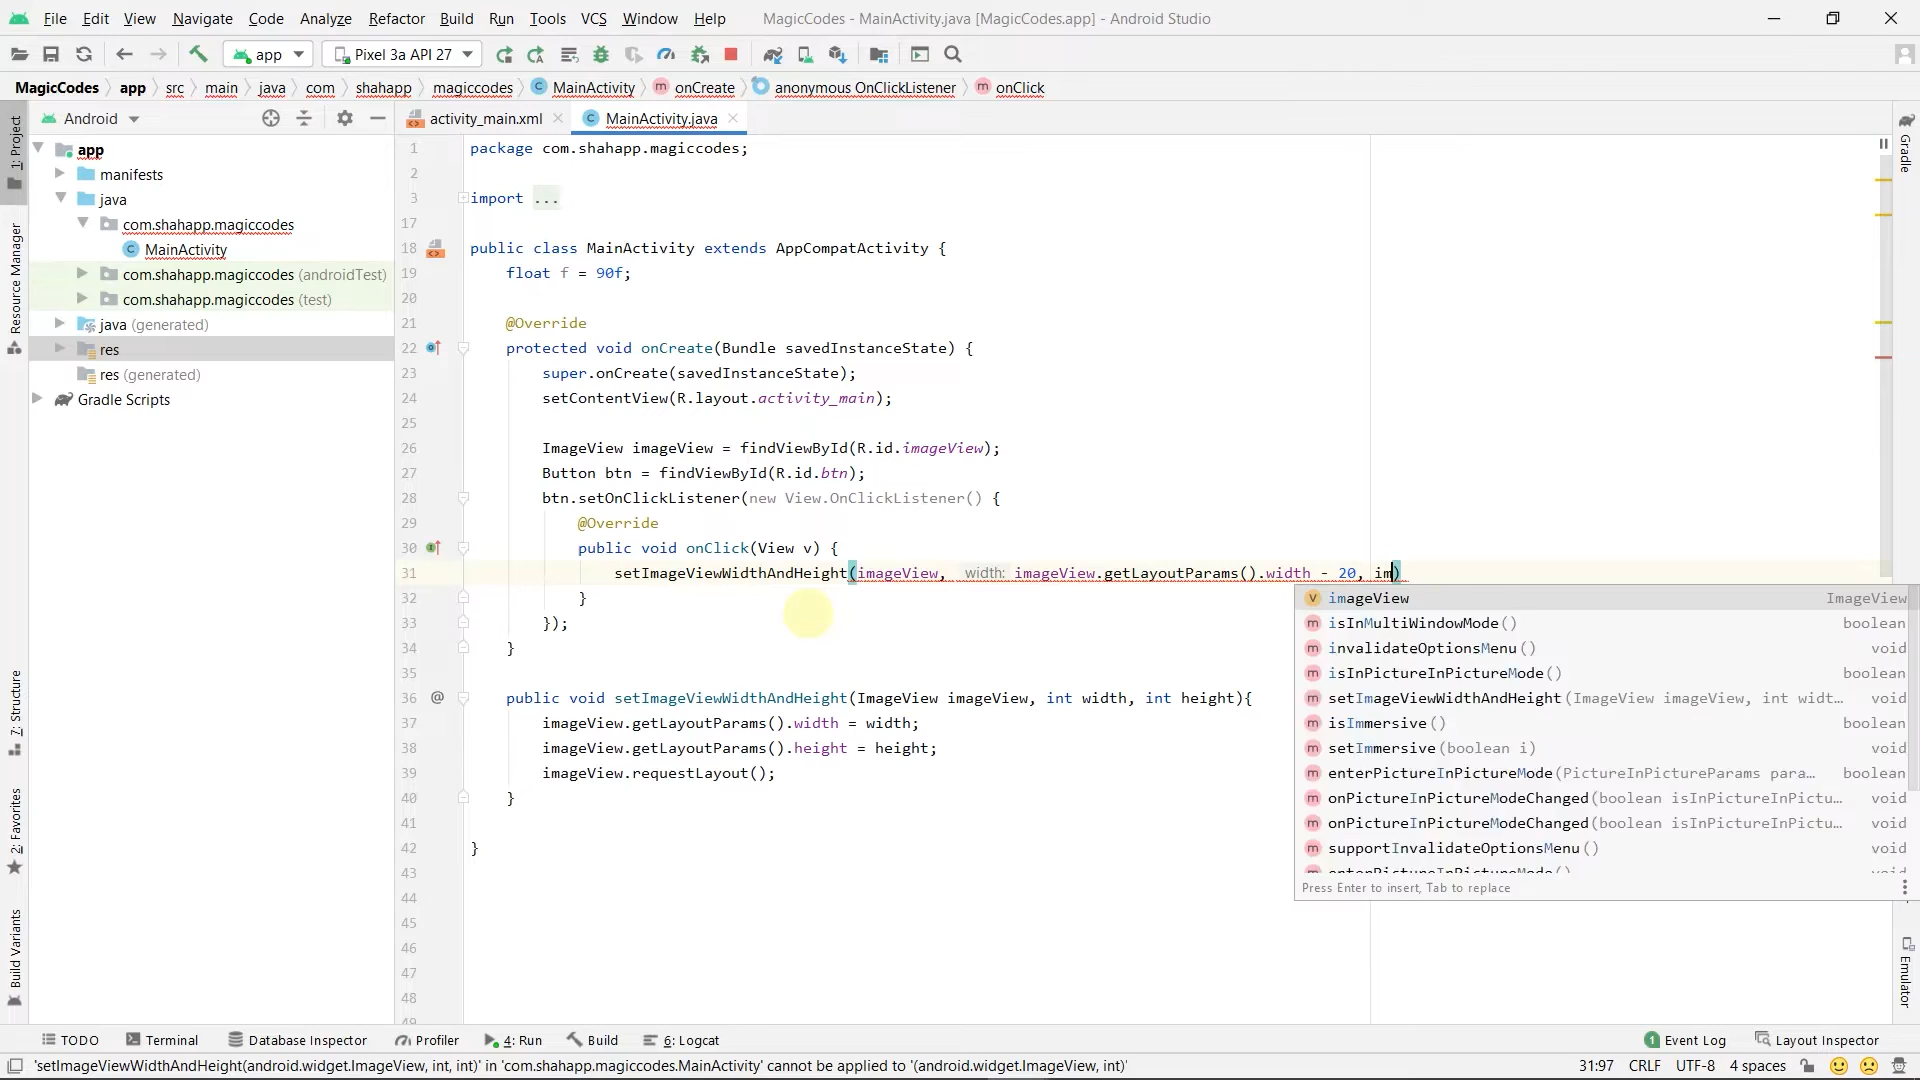 File Edit View Navigate Code Analyze Refactor Build Run Tools VCS Window Help MagicCodes - MainActivity.java [MagicCodes.app] - Android Studio
app Pixel 3a API 27
MagicCodes app src main java com shahapp magiccodes MainActivity onCreate anonymous OnClickListener onClick
Android
activity_main.xml
MainActivity.java
1: Project
Resource Manager
7: Structure
2: Favorites
Build Variants
app
manifests
java
com.shahapp.magiccodes
MainActivity
com.shahapp.magiccodes (androidTest)
com.shahapp.magiccodes (test)
java (generated)
res
res (generated)
Gradle Scripts
1 package com.shahapp.magiccodes;
2
3 import ...
17
18 public class MainActivity extends AppCompatActivity {
19 float f = 90f;
20
21 @Override
22 protected void onCreate(Bundle savedInstanceState) {
23 super.onCreate(savedInstanceState);
24 setContentView(R.layout.activity_main);
25
26 ImageView imageView = findViewById(R.id.imageView);
27 Button btn = findViewById(R.id.btn);
28 btn.setOnClickListener(new View.OnClickListener() {
29 @Override
30 public void onClick(View v) {
31 setImageViewWidthAndHeight(imageView, width: imageView.getLayoutParams().width - 20, im)
32 }
33 });
34 }
35
36 @ public void setImageViewWidthAndHeight(ImageView imageView, int width, int height){
37 imageView.getLayoutParams().width = width;
38 imageView.getLayoutParams().height = height;
39 imageView.requestLayout();
40 }
41
42 }
43
44
45
46
47
48
49
imageView ImageView
isInMultiWindowMode() boolean
invalidateOptionsMenu() void
isInPictureInPictureMode() boolean
setImageViewWidthAndHeight(ImageView imageView, int widt... void
isImmersive() boolean
setImmersive(boolean i) void
enterPictureInPictureMode(PictureInPictureParams para... boolean
onPictureInPictureModeChanged(boolean isInPictureInPictu... void
onPictureInPictureModeChanged(boolean isInPictureInPictu... void
supportInvalidateOptionsMenu() void
enterPictureInPictureMode() void
Press Enter to insert, Tab to replace
Gradle
Emulator
TODO Terminal Database Inspector Profiler 4: Run Build 6: Logcat 1 Event Log Layout Inspector
'setImageViewWidthAndHeight(android.widget.ImageView, int, int)' in 'com.shahapp.magiccodes.MainActivity' cannot be applied to '(android.widget.ImageView, int)' 31:97 CRLF UTF-8 4 spaces